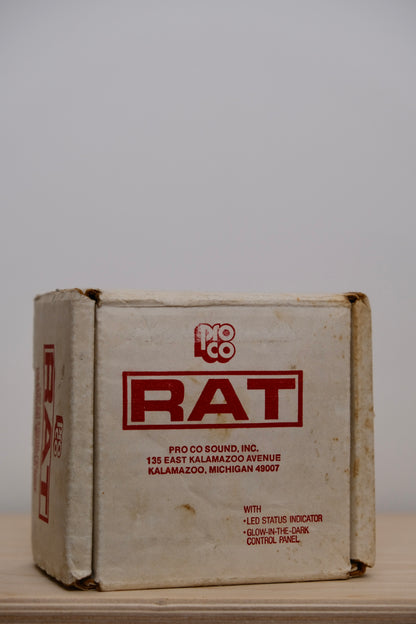 PRO
CO
RAT
PRO CO SOUND, INC.
135 EAST KALAMAZOO AVENUE
KALAMAZOO, MICHIGAN 49007
WITH
•LED STATUS INDICATOR
•GLOW-IN-THE-DARK
CONTROL PANEL
RAT